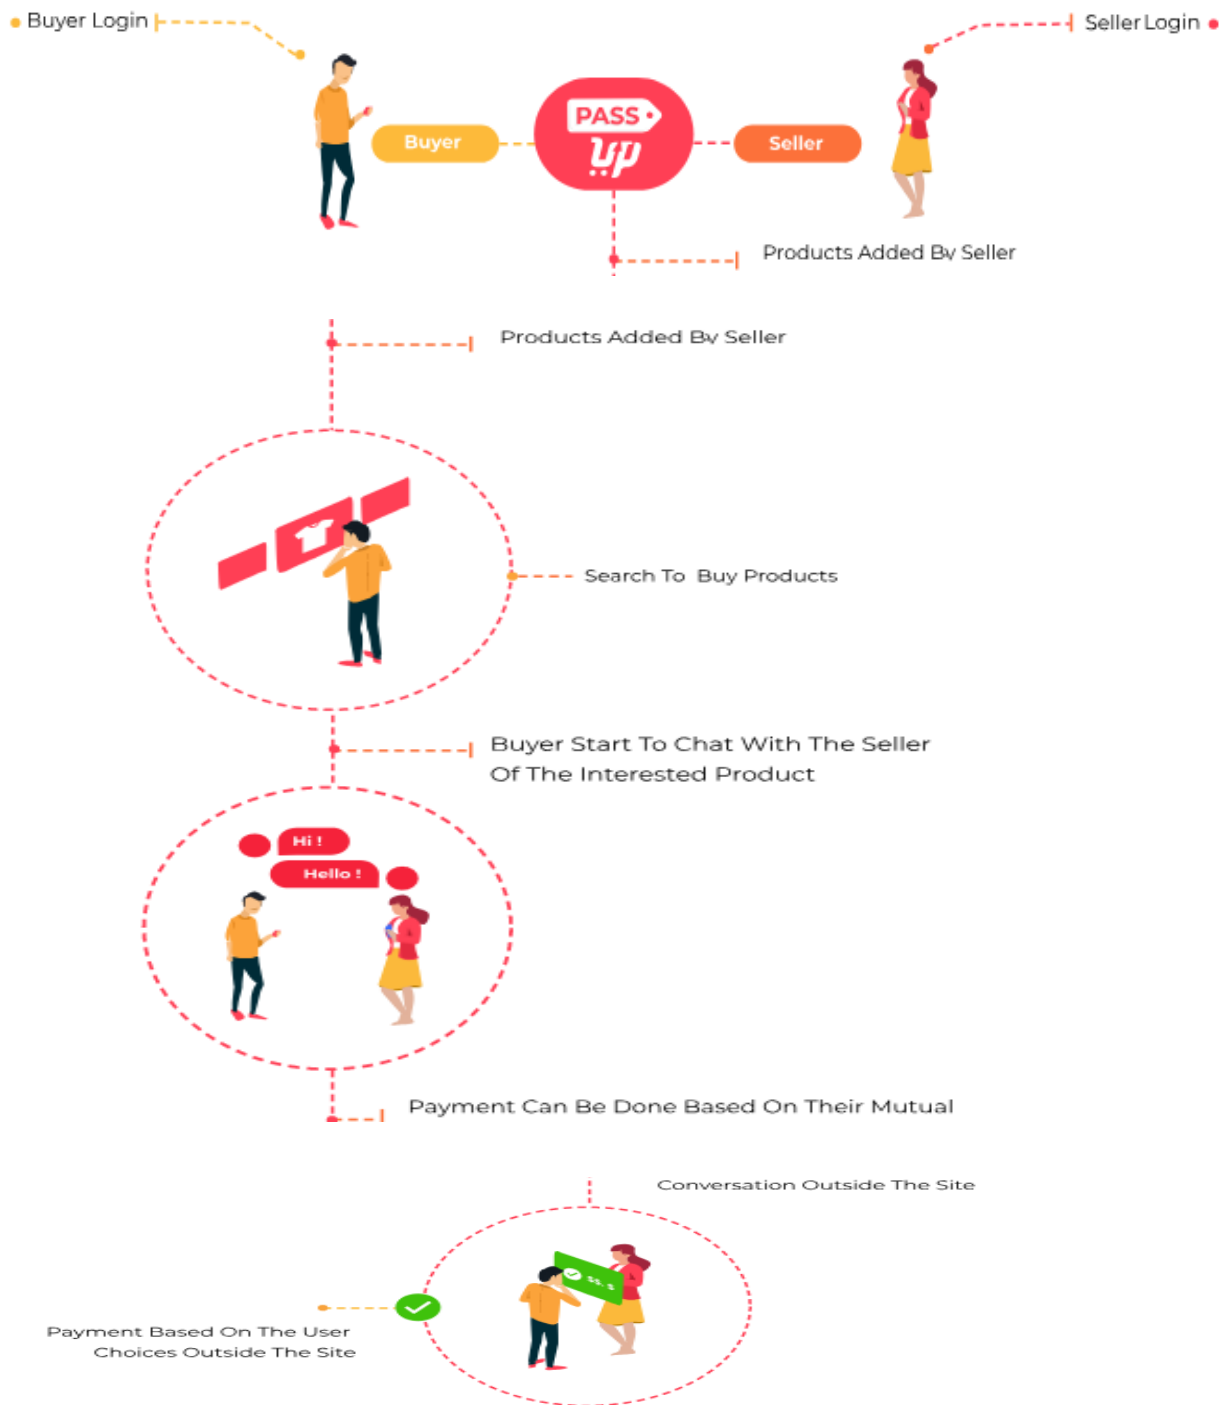 Buyer Login
Seller Login
PASS
up
Buyer
Seller
Products Added By Seller
Products Added By Seller
Search To Buy Products
Buyer Start To Chat With The Seller
Of The Interested Product
Hi !
Hello !
Payment Can Be Done Based On Their Mutual
Conversation Outside The Site
Payment Based On The User
Choices Outside The Site